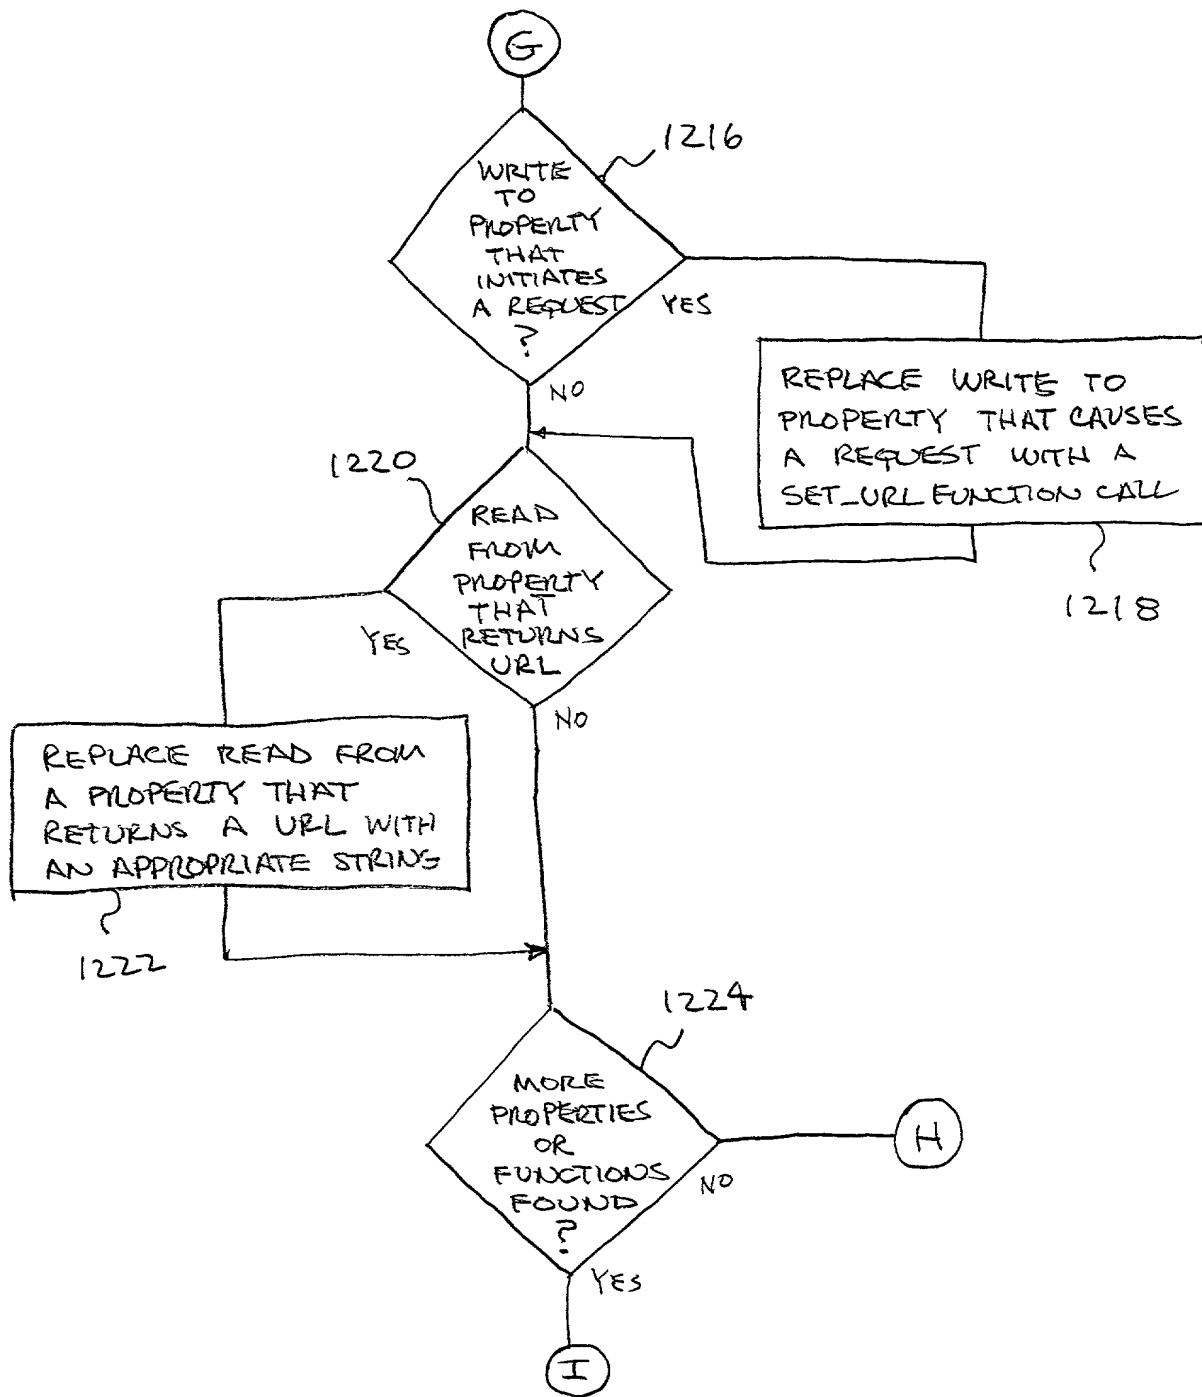 G
1216
WRITE
TO
PROPERTY
THAT
INITIATES
A REQUEST
?
YES
NO
REPLACE WRITE TO
PROPERTY THAT CAUSES
A REQUEST WITH A
SET_URL FUNCTION CALL
1218
1220
READ
FROM
PROPERTY
THAT
RETURNS
URL
YES
NO
REPLACE READ FROM
A PROPERTY THAT
RETURNS A URL WITH
AN APPROPRIATE STRING
1222
1224
MORE
PROPERTIES
OR
FUNCTIONS
FOUND
?
NO
H
YES
I